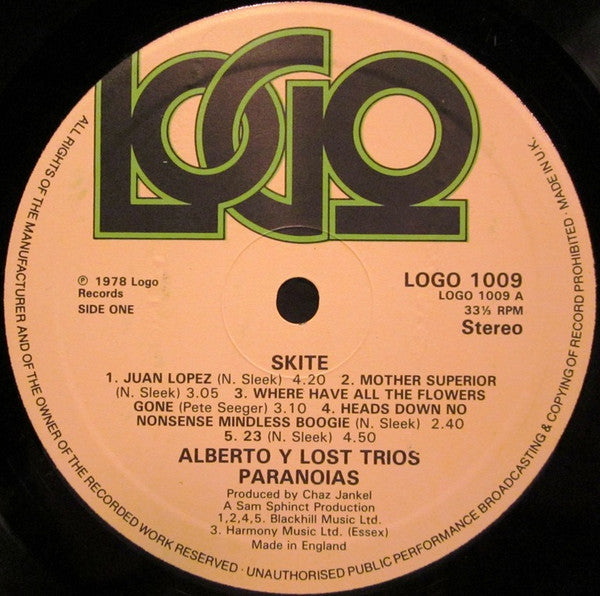 LOGO
℗ 1978 Logo
Records
SIDE ONE
LOGO 1009
LOGO 1009 A
33⅓ RPM
Stereo
SKITE
1. JUAN LOPEZ (N. Sleek) 4.20 2. MOTHER SUPERIOR
(N. Sleek) 3.05 3. WHERE HAVE ALL THE FLOWERS
GONE (Pete Seeger) 3.10 4. HEADS DOWN NO
NONSENSE MINDLESS BOOGIE (N. Sleek) 2.40
5. 23 (N. Sleek) 4.50
ALBERTO Y LOST TRIOS
PARANOIAS
Produced by Chaz Jankel
A Sam Sphinct Production
1,2,4,5. Blackhill Music Ltd.
3. Harmony Music Ltd. (Essex)
Made in England
ALL RIGHTS OF THE MANUFACTURER AND OF THE OWNER OF THE RECORDED WORK RESERVED · UNAUTHORISED PUBLIC PERFORMANCE BROADCASTING & COPYING OF RECORD PROHIBITED · MADE IN U.K.